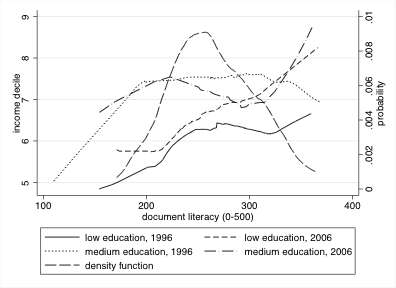 9
8
7
6
5
income decile
.01
.008
.006
.004
.002
0
probability
100
200
300
400
document literacy (0-500)
low education, 1996
low education, 2006
medium education, 1996
medium education, 2006
density function